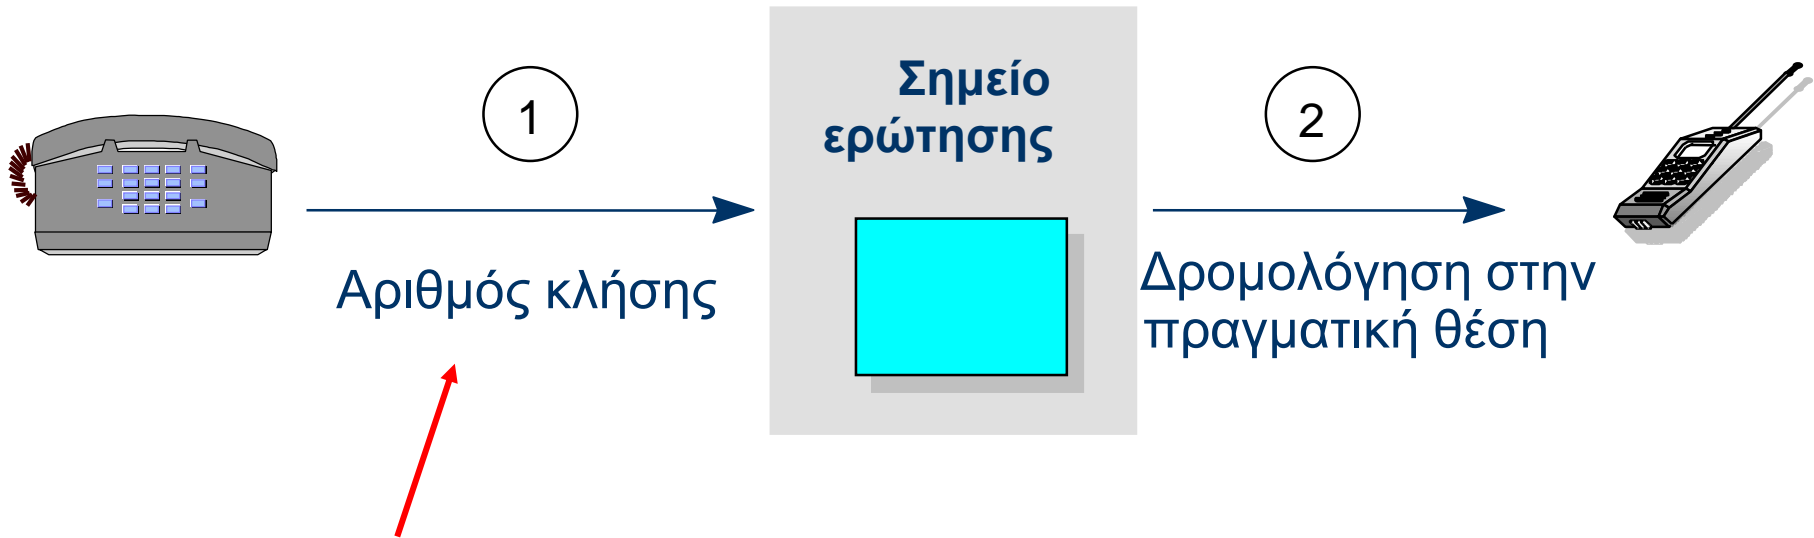 1
Σημείο
ερώτησης
2
Αριθμός κλήσης
Δρομολόγηση στην
πραγματική θέση